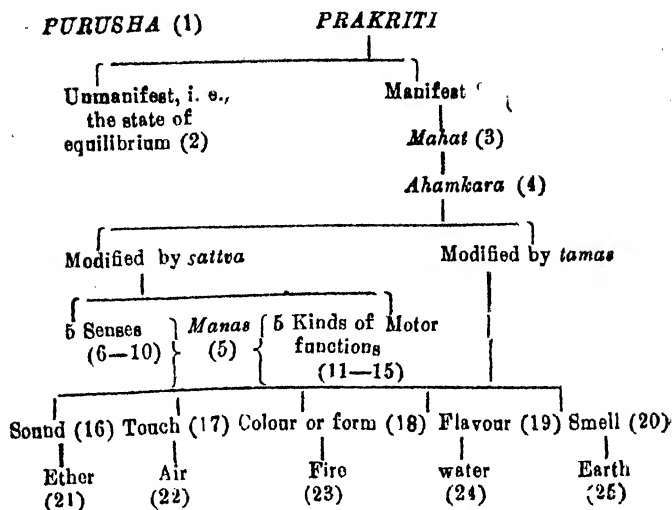 PURUSHA (1) PRAKRITI
Unmanifest, i. e., Manifest
the state of
equilibrium (2) Mahat (3)
Ahamkara (4)
Modified by sattva Modified by tamas
5 Senses Manas 5 Kinds of Motor
(6—10) (5) functions
(11—15)
Sound (16) Touch (17) Colour or form (18) Flavour (19) Smell (20)
Ether Air Fire water Earth
(21) (22) (23) (24) (25)